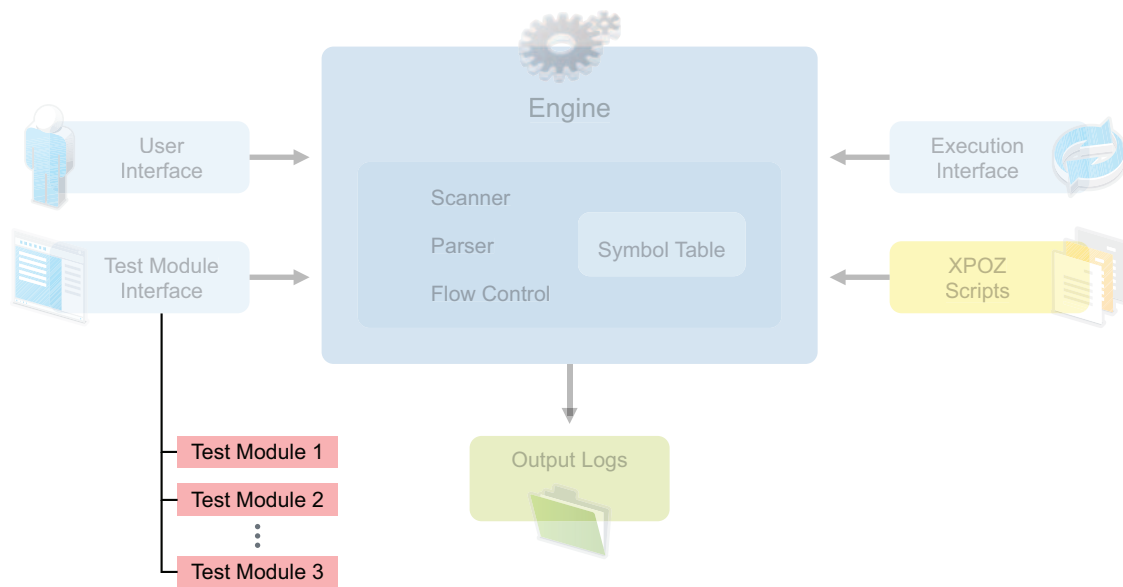 Engine
User
Interface
Execution
Interface
Scanner
Parser
Symbol Table
Flow Control
Test Module
Interface
XPOZ
Scripts
Test Module 1
Test Module 2
Test Module 3
Output Logs